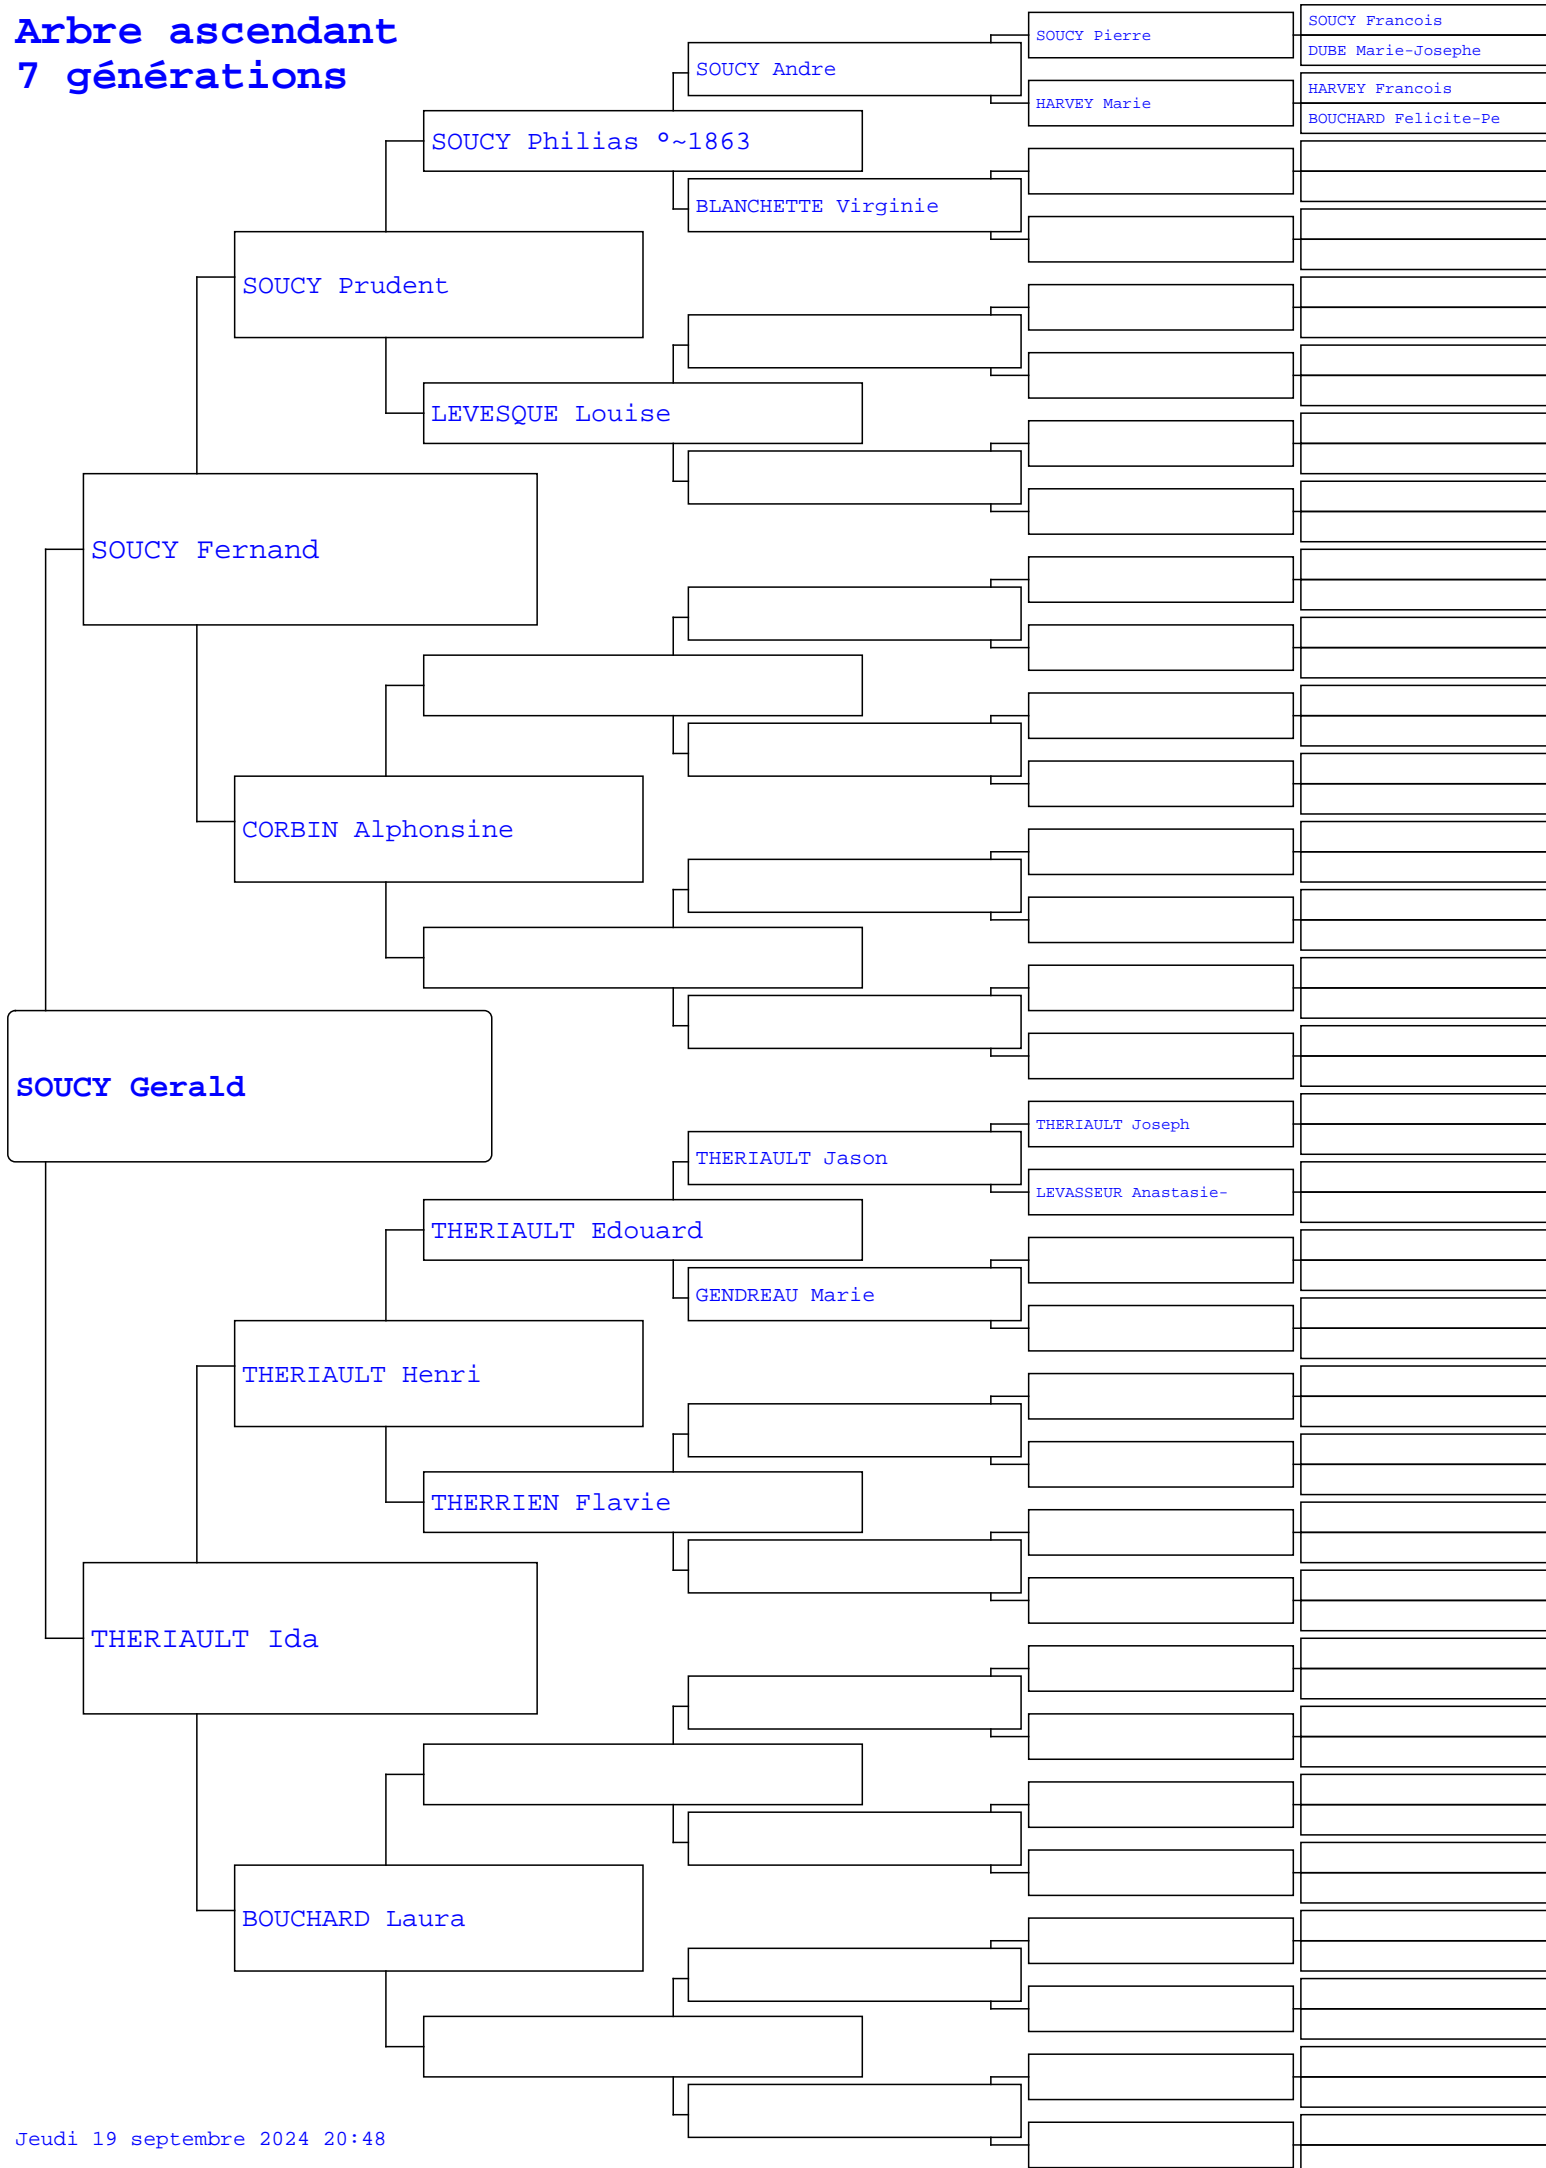 Arbre ascendant
7 générations
SOUCY Francois
SOUCY Pierre
DUBE Marie-Josephe
SOUCY Andre
HARVEY Francois
HARVEY Marie
BOUCHARD Felicite-Pe
SOUCY Philias °~1863
BLANCHETTE Virginie
SOUCY Prudent
LEVESQUE Louise
SOUCY Fernand
CORBIN Alphonsine
SOUCY Gerald
THERIAULT Joseph
THERIAULT Jason
LEVASSEUR Anastasie-
THERIAULT Edouard
GENDREAU Marie
THERIAULT Henri
THERRIEN Flavie
THERIAULT Ida
BOUCHARD Laura
Jeudi 19 septembre 2024 20:48